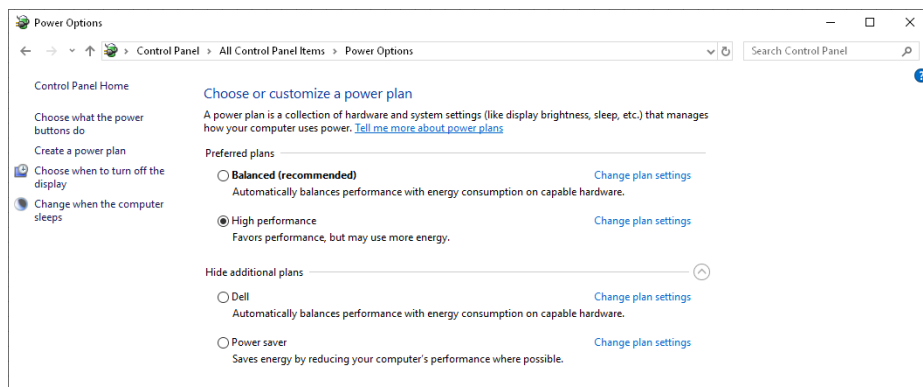 Power Options
Control Panel > All Control Panel Items > Power Options
Search Control Panel
Control Panel Home
Choose what the power
buttons do
Create a power plan
Choose when to turn off the
display
Change when the computer
sleeps
Choose or customize a power plan
A power plan is a collection of hardware and system settings (like display brightness, sleep, etc.) that manages
how your computer uses power. Tell me more about power plans
Preferred plans
Balanced (recommended) Change plan settings
Automatically balances performance with energy consumption on capable hardware.
High performance Change plan settings
Favors performance, but may use more energy.
Hide additional plans
Dell Change plan settings
Automatically balances performance with energy consumption on capable hardware.
Power saver Change plan settings
Saves energy by reducing your computer's performance where possible.